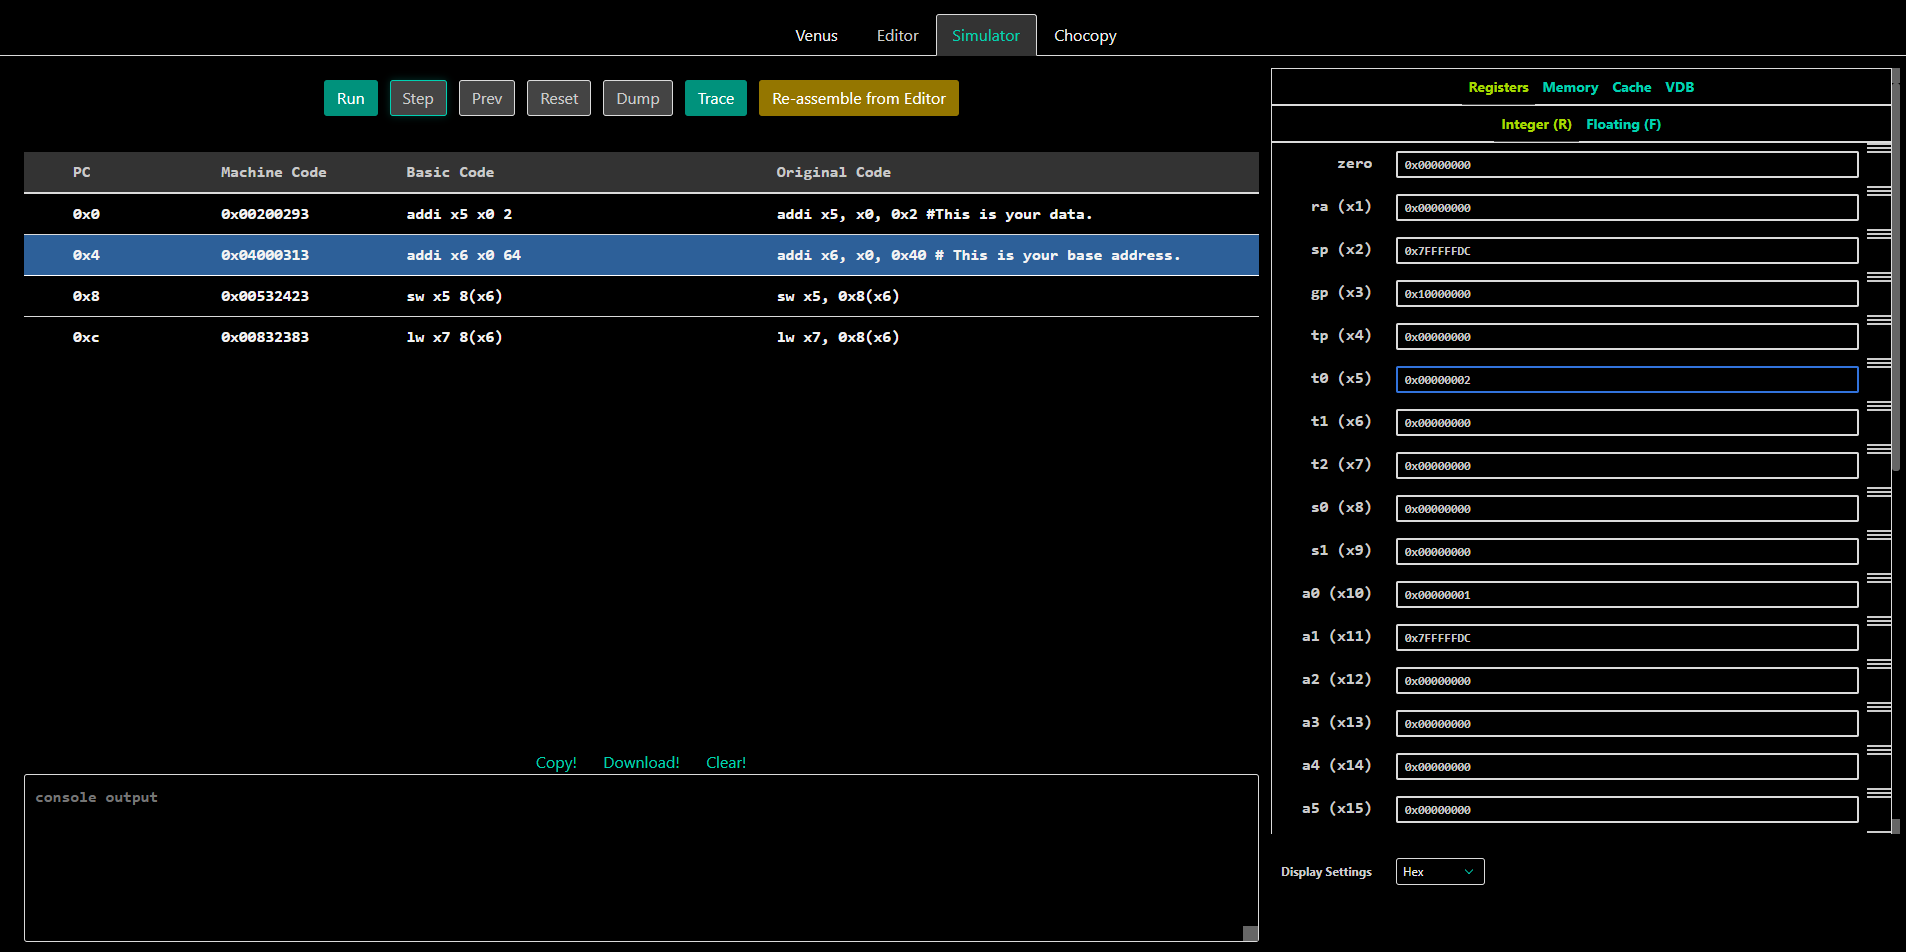 Venus Editor Simulator Chocopy
Run Step Prev Reset Dump Trace Re-assemble from Editor
PC Machine Code Basic Code Original Code
0x0 0x00200293 addi x5 x0 2 addi x5, x0, 0x2 #This is your data.
0x4 0x04000313 addi x6 x0 64 addi x6, x0, 0x40 # This is your base address.
0x8 0x00532423 sw x5 8(x6) sw x5, 0x8(x6)
0xc 0x00832383 lw x7 8(x6) lw x7, 0x8(x6)
Copy! Download! Clear!
console output
Registers Memory Cache VDB
Integer (R) Floating (F)
zero 0x00000000
ra (x1) 0x00000000
sp (x2) 0x7FFFFFDC
gp (x3) 0x10000000
tp (x4) 0x00000000
t0 (x5) 0x00000002
t1 (x6) 0x00000000
t2 (x7) 0x00000000
s0 (x8) 0x00000000
s1 (x9) 0x00000000
a0 (x10) 0x00000001
a1 (x11) 0x7FFFFFDC
a2 (x12) 0x00000000
a3 (x13) 0x00000000
a4 (x14) 0x00000000
a5 (x15) 0x00000000
Display Settings Hex